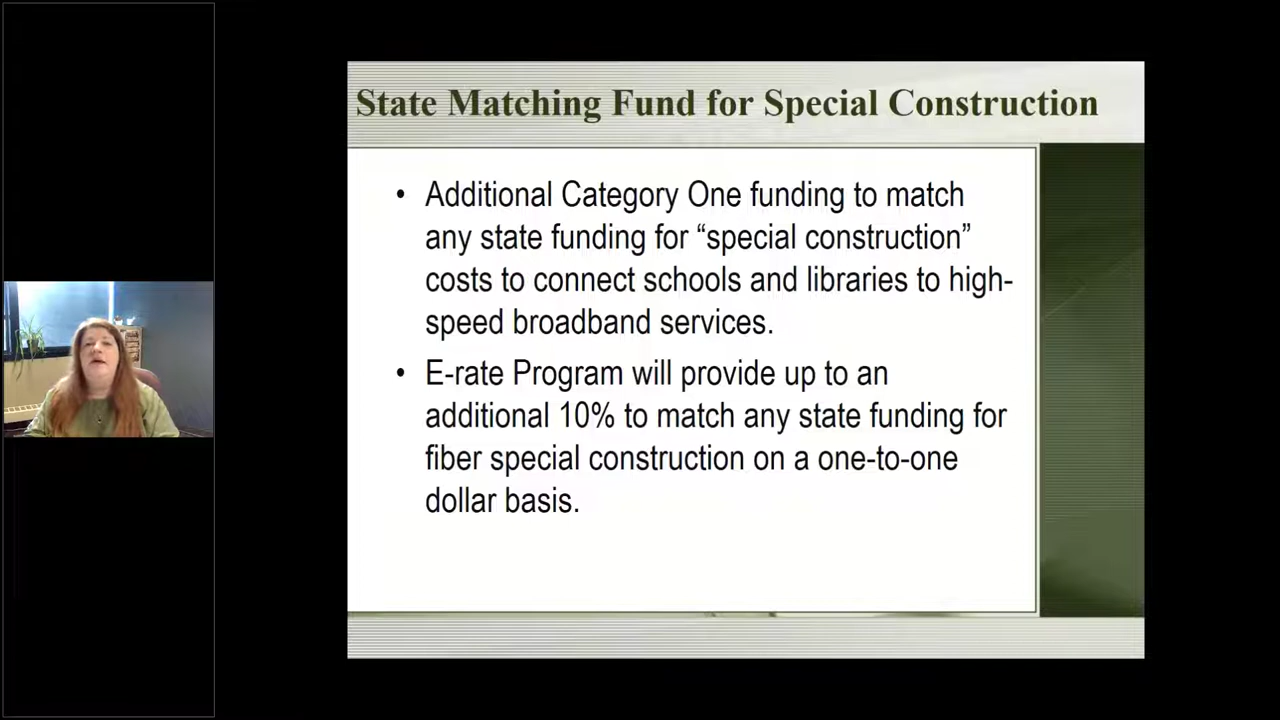 State Matching Fund for Special Construction
• Additional Category One funding to match
any state funding for “special construction”
costs to connect schools and libraries to high-
speed broadband services.
• E-rate Program will provide up to an
additional 10% to match any state funding for
fiber special construction on a one-to-one
dollar basis.